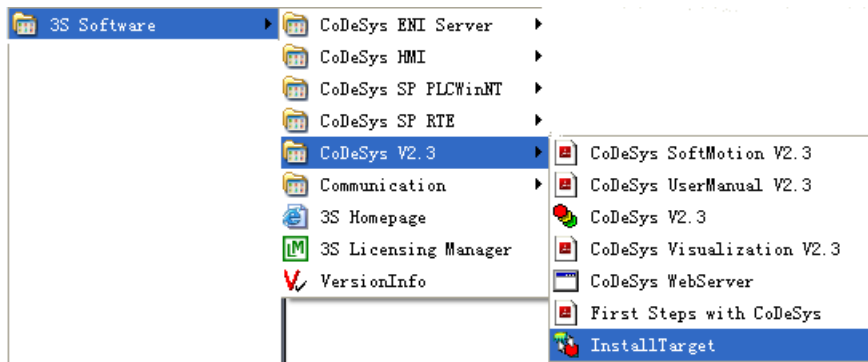 3S Software
CoDeSys ENI Server
CoDeSys HMI
CoDeSys SP PLCWinNT
CoDeSys SP RTE
CoDeSys V2.3
Communication
3S Homepage
3S Licensing Manager
VersionInfo
CoDeSys SoftMotion V2.3
CoDeSys UserManual V2.3
CoDeSys V2.3
CoDeSys Visualization V2.3
CoDeSys WebServer
First Steps with CoDeSys
InstallTarget